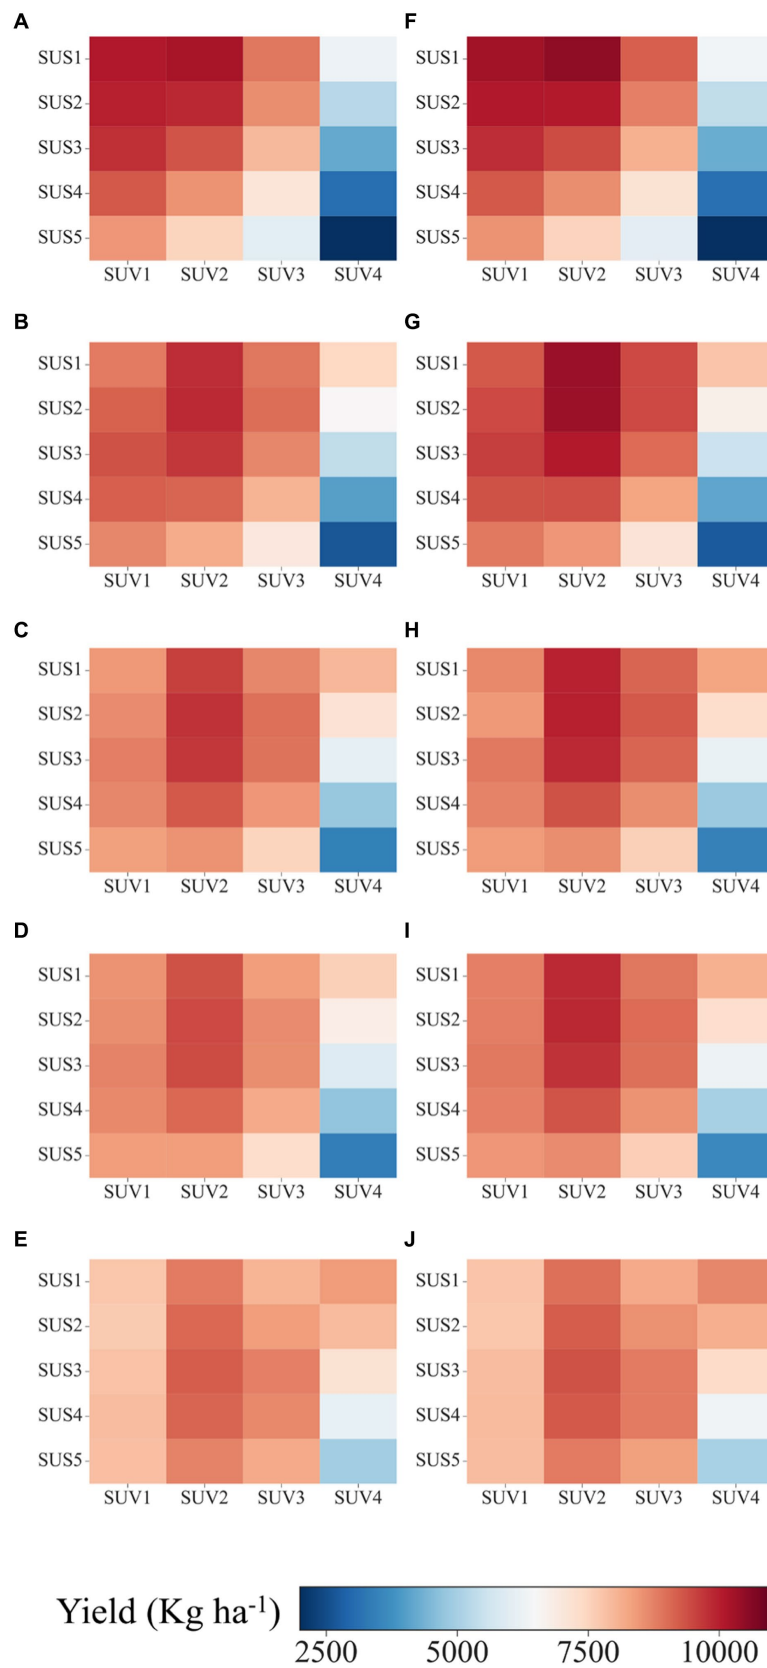 A F
SUS1 SUS1
SUS2 SUS2
SUS3 SUS3
SUS4 SUS4
SUS5 SUS5
SUV1 SUV2 SUV3 SUV4 SUV1 SUV2 SUV3 SUV4
B G
SUS1 SUS1
SUS2 SUS2
SUS3 SUS3
SUS4 SUS4
SUS5 SUS5
SUV1 SUV2 SUV3 SUV4 SUV1 SUV2 SUV3 SUV4
C H
SUS1 SUS1
SUS2 SUS2
SUS3 SUS3
SUS4 SUS4
SUS5 SUS5
SUV1 SUV2 SUV3 SUV4 SUV1 SUV2 SUV3 SUV4
D I
SUS1 SUS1
SUS2 SUS2
SUS3 SUS3
SUS4 SUS4
SUS5 SUS5
SUV1 SUV2 SUV3 SUV4 SUV1 SUV2 SUV3 SUV4
E J
SUS1 SUS1
SUS2 SUS2
SUS3 SUS3
SUS4 SUS4
SUS5 SUS5
SUV1 SUV2 SUV3 SUV4 SUV1 SUV2 SUV3 SUV4
Yield (Kg ha⁻¹)
2500 5000 7500 10000